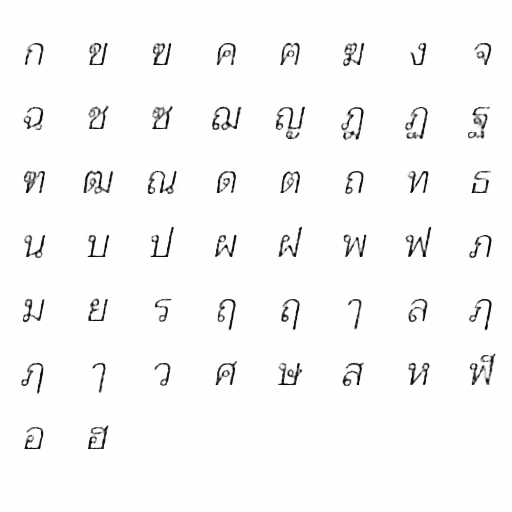 ก ข ฃ ค ฅ ฆ ง จ
ฉ ช ซ ฌ ญ ฎ ฏ ฐ
ฑ ฒ ณ ด ต ถ ท ธ
น บ ป ผ ฝ พ ฟ ภ
ม ย ร ฤ ฤ ๅ ล ฦ
ฦ ๅ ว ศ ษ ส ห ฬ
อ ฮ